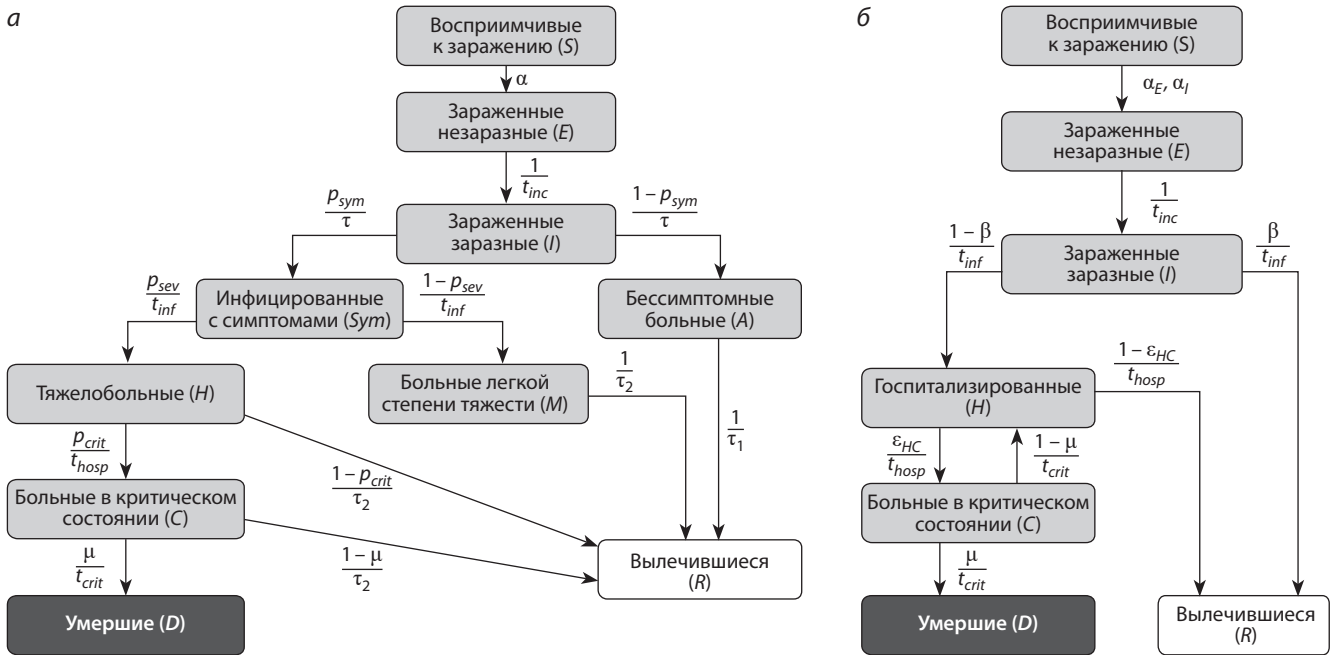 а
Восприимчивые
к заражению (S)
α
Зараженные
незаразные (E)
1
t_inc
p_sym
τ
1 – p_sym
τ
Зараженные
заразные (I)
p_sev
t_inf
Инфицированные
с симптомами (Sym)
1 – p_sev
t_inf
Бессимптомные
больные (A)
Тяжелобольные (H)
Больные легкой
степени тяжести (M)
1
τ_2
1
τ_1
p_crit
t_hosp
1 – p_crit
τ_2
Больные в критическом
состоянии (C)
μ
t_crit
1 – μ
τ_2
Вылечившиеся
(R)
Умершие (D)
б
Восприимчивые
к заражению (S)
α_E, α_I
Зараженные
незаразные (E)
1
t_inc
1 – β
t_inf
Зараженные
заразные (I)
β
t_inf
Госпитализированные
(H)
1 – ε_HC
t_hosp
ε_HC
t_hosp
1 – μ
t_crit
Больные в критическом
состоянии (C)
μ
t_crit
Умершие (D)
Вылечившиеся
(R)